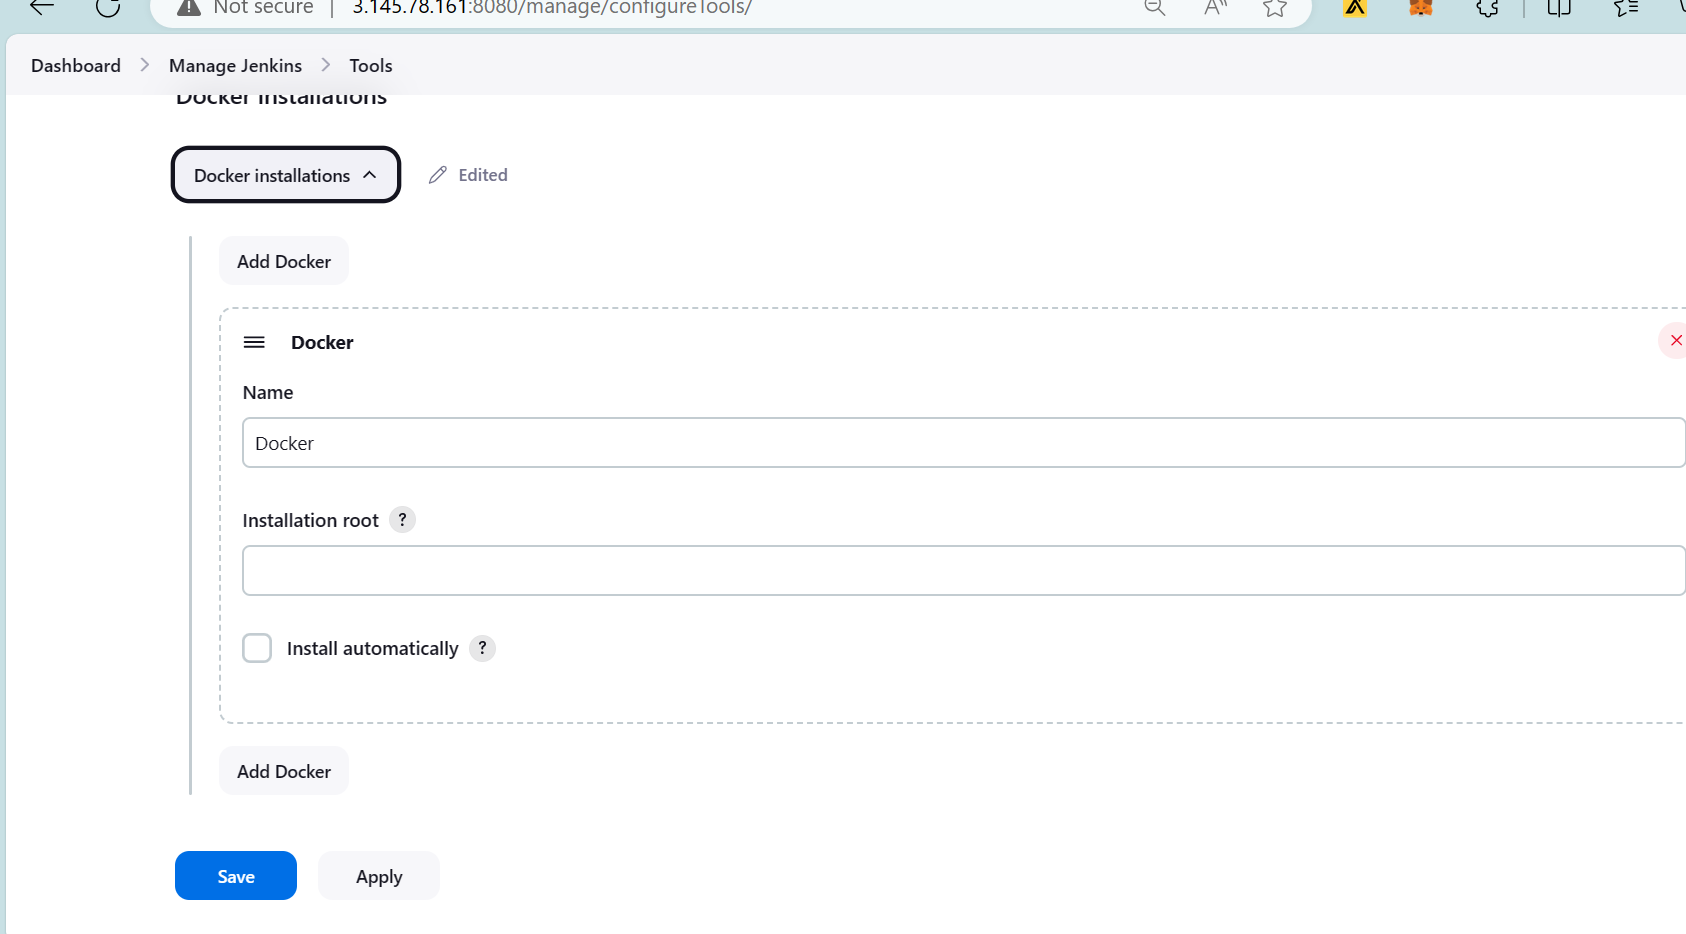 Not secure | 3.145.78.161:8080/manage/configureTools/
Dashboard > Manage Jenkins > Tools
Docker installations
Docker installations
Edited
Add Docker
Docker
Name
Docker
Installation root ?
Install automatically ?
Add Docker
Save
Apply